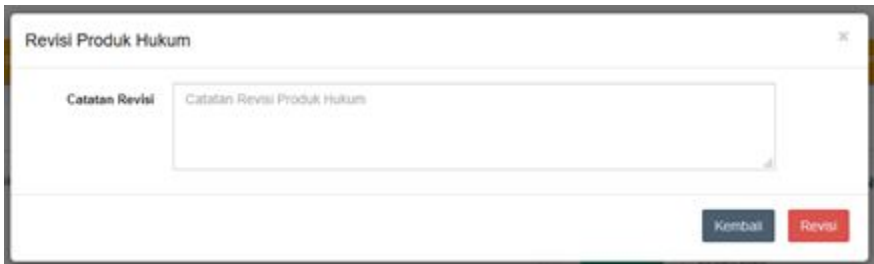 Revisi Produk Hukum
×
Catatan Revisi
Catatan Revisi Produk Hukum
Kembali
Revisi